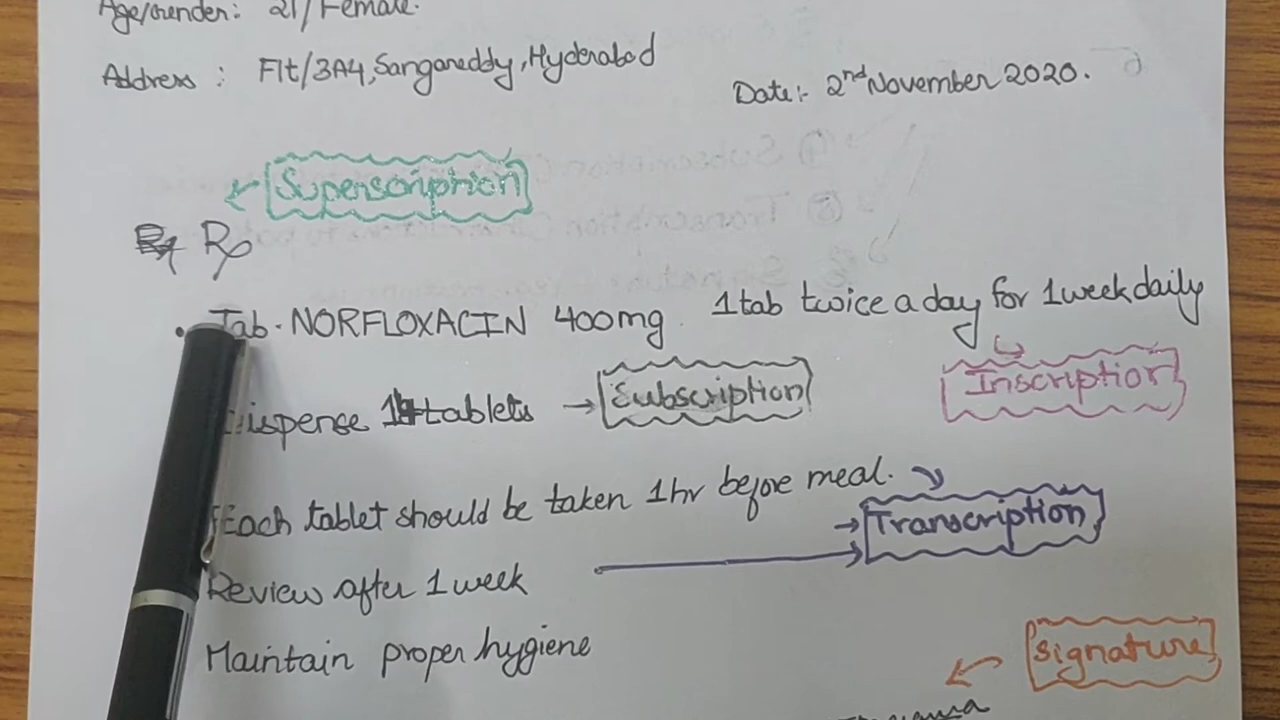 Age/Gender: 21/Female.
Address : Flt/3A4, Sangareddy, Hyderabad
Date:- 2nd November 2020.
Superscription
Rx
Tab. NORFLOXACIN 400mg 1tab twice a day for 1week daily
Inscription
Dispense 14 tablets → Subscription
Each tablet should be taken 1hr before meal.
→ Transcription
Review after 1 week
Maintain proper hygiene
Signature